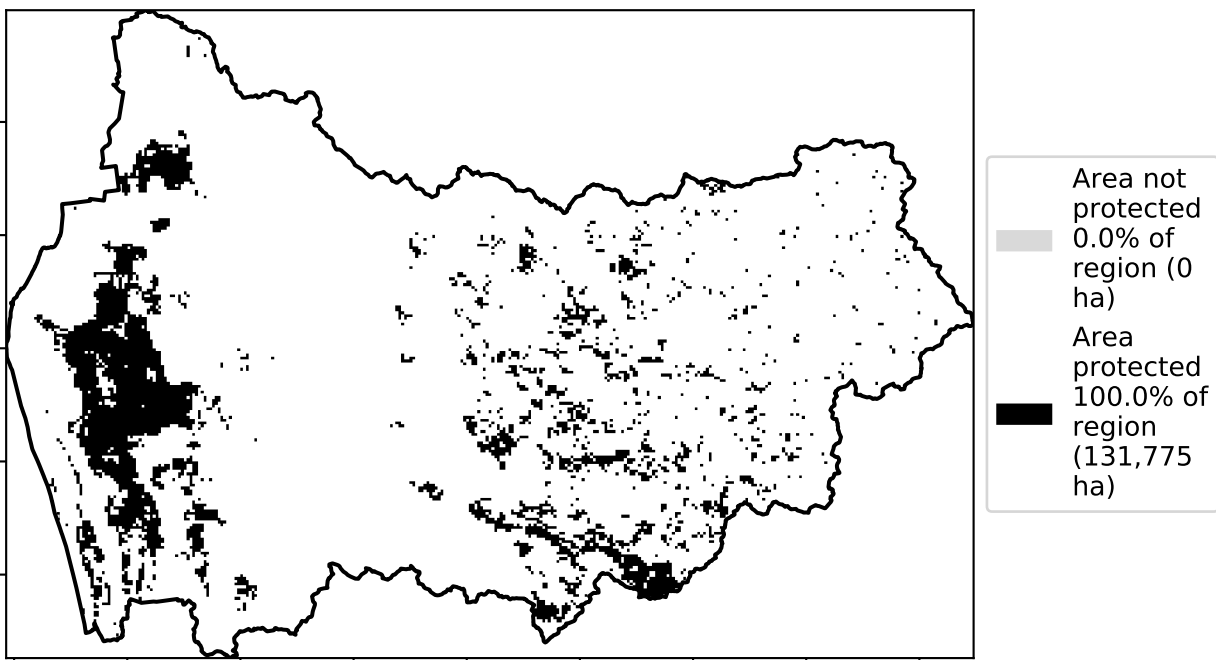 Area not
protected
0.0% of
region (0
ha)
Area
protected
100.0% of
region
(131,775
ha)